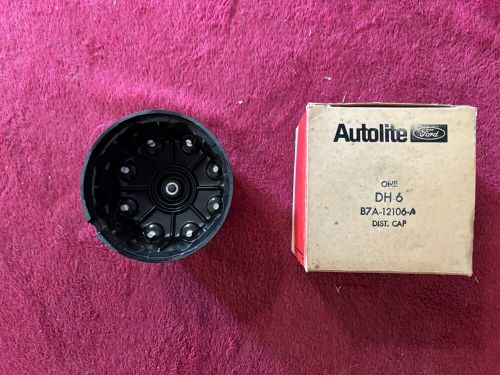 Autolite Ford
ONE
DH-6
B7A-12106-A
DIST. CAP